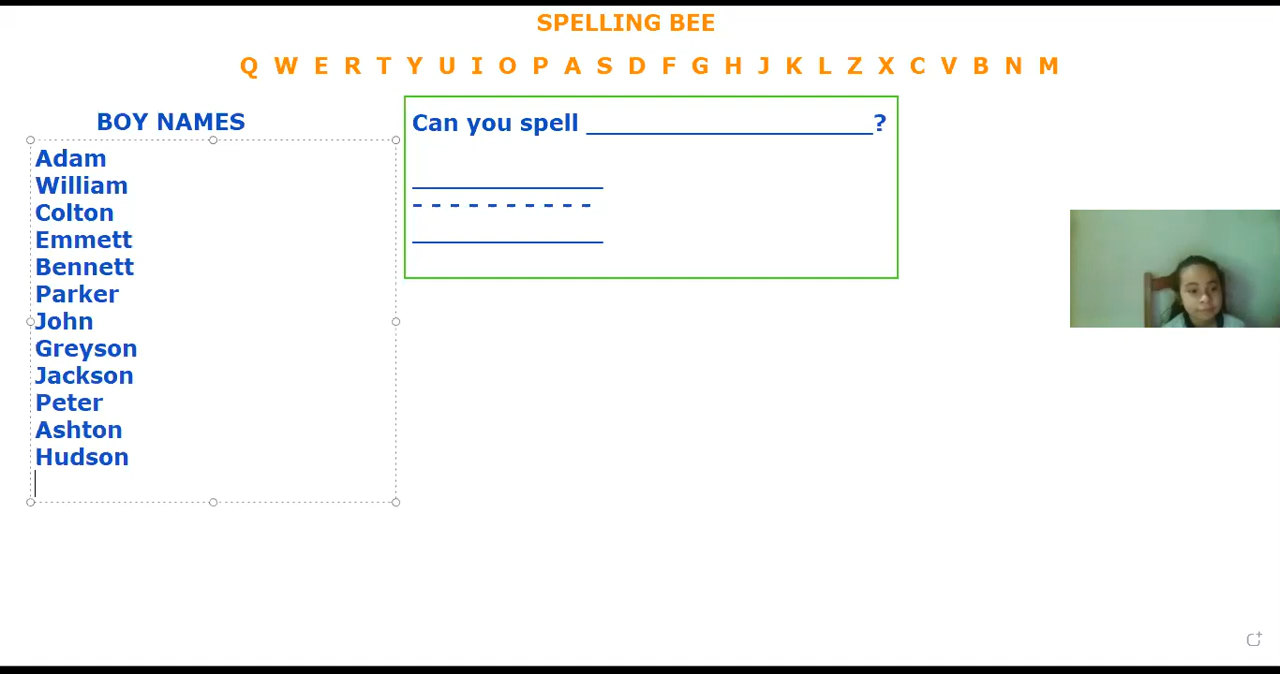 SPELLING BEE
Q W E R T Y U I O P A S D F G H J K L Z X C V B N M
BOY NAMES
Adam
William
Colton
Emmett
Bennett
Parker
John
Greyson
Jackson
Peter
Ashton
Hudson
Can you spell ______________________?